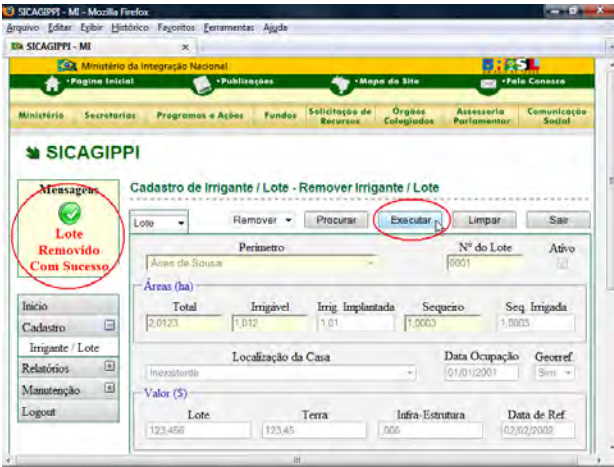 SICAGIPPI - MI - Mozilla Firefox
Arquivo Editar Exibir Histórico Favoritos Ferramentas Ajuda
SICAGIPPI - MI ×
Ministério da Integração Nacional
•Pagina Inicial •Publicações •Mapa do Site •Fale Conosco
Ministério Secretarias Programas e Ações Fundos Solicitação de Recursos Órgãos Colegiados Assessoria Parlamentar Comunicação Social
SICAGIPPI
Mensagens
Lote
Removido
Com Sucesso
Início
Cadastro
Irrigante / Lote
Relatórios
Manutenção
Logout
Cadastro de Irrigante / Lote - Remover Irrigante / Lote
Lote Remover Procurar Executar Limpar Sair
Perímetro Nº do Lote Ativo
Aires de Sousa 0001
Áreas (ha)
Total Irrigável Irrig. Implantada Sequeiro Seq. Irrigada
2,0123 1,012 1,01 1,0003 1,0003
Localização da Casa Data Ocupação Georref.
Inexistente 01/01/2001 Sim
Valor ($)
Lote Terra Infra-Estrutura Data de Ref.
123,456 123,45 ,006 02/02/2002